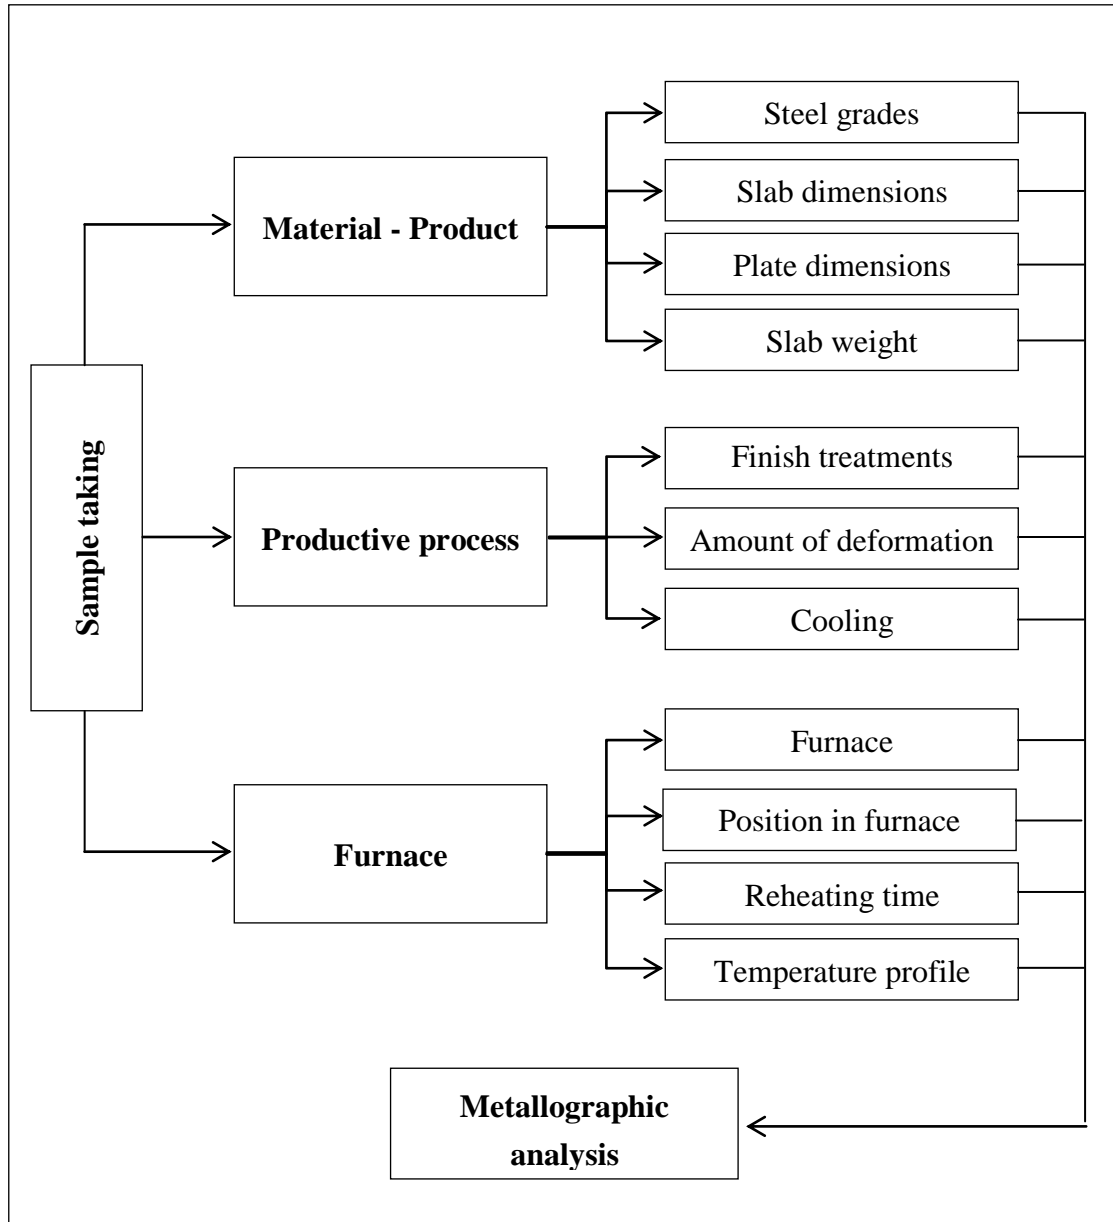 Sample taking
Material - Product
Steel grades
Slab dimensions
Plate dimensions
Slab weight
Productive process
Finish treatments
Amount of deformation
Cooling
Furnace
Furnace
Position in furnace
Reheating time
Temperature profile
Metallographic
analysis